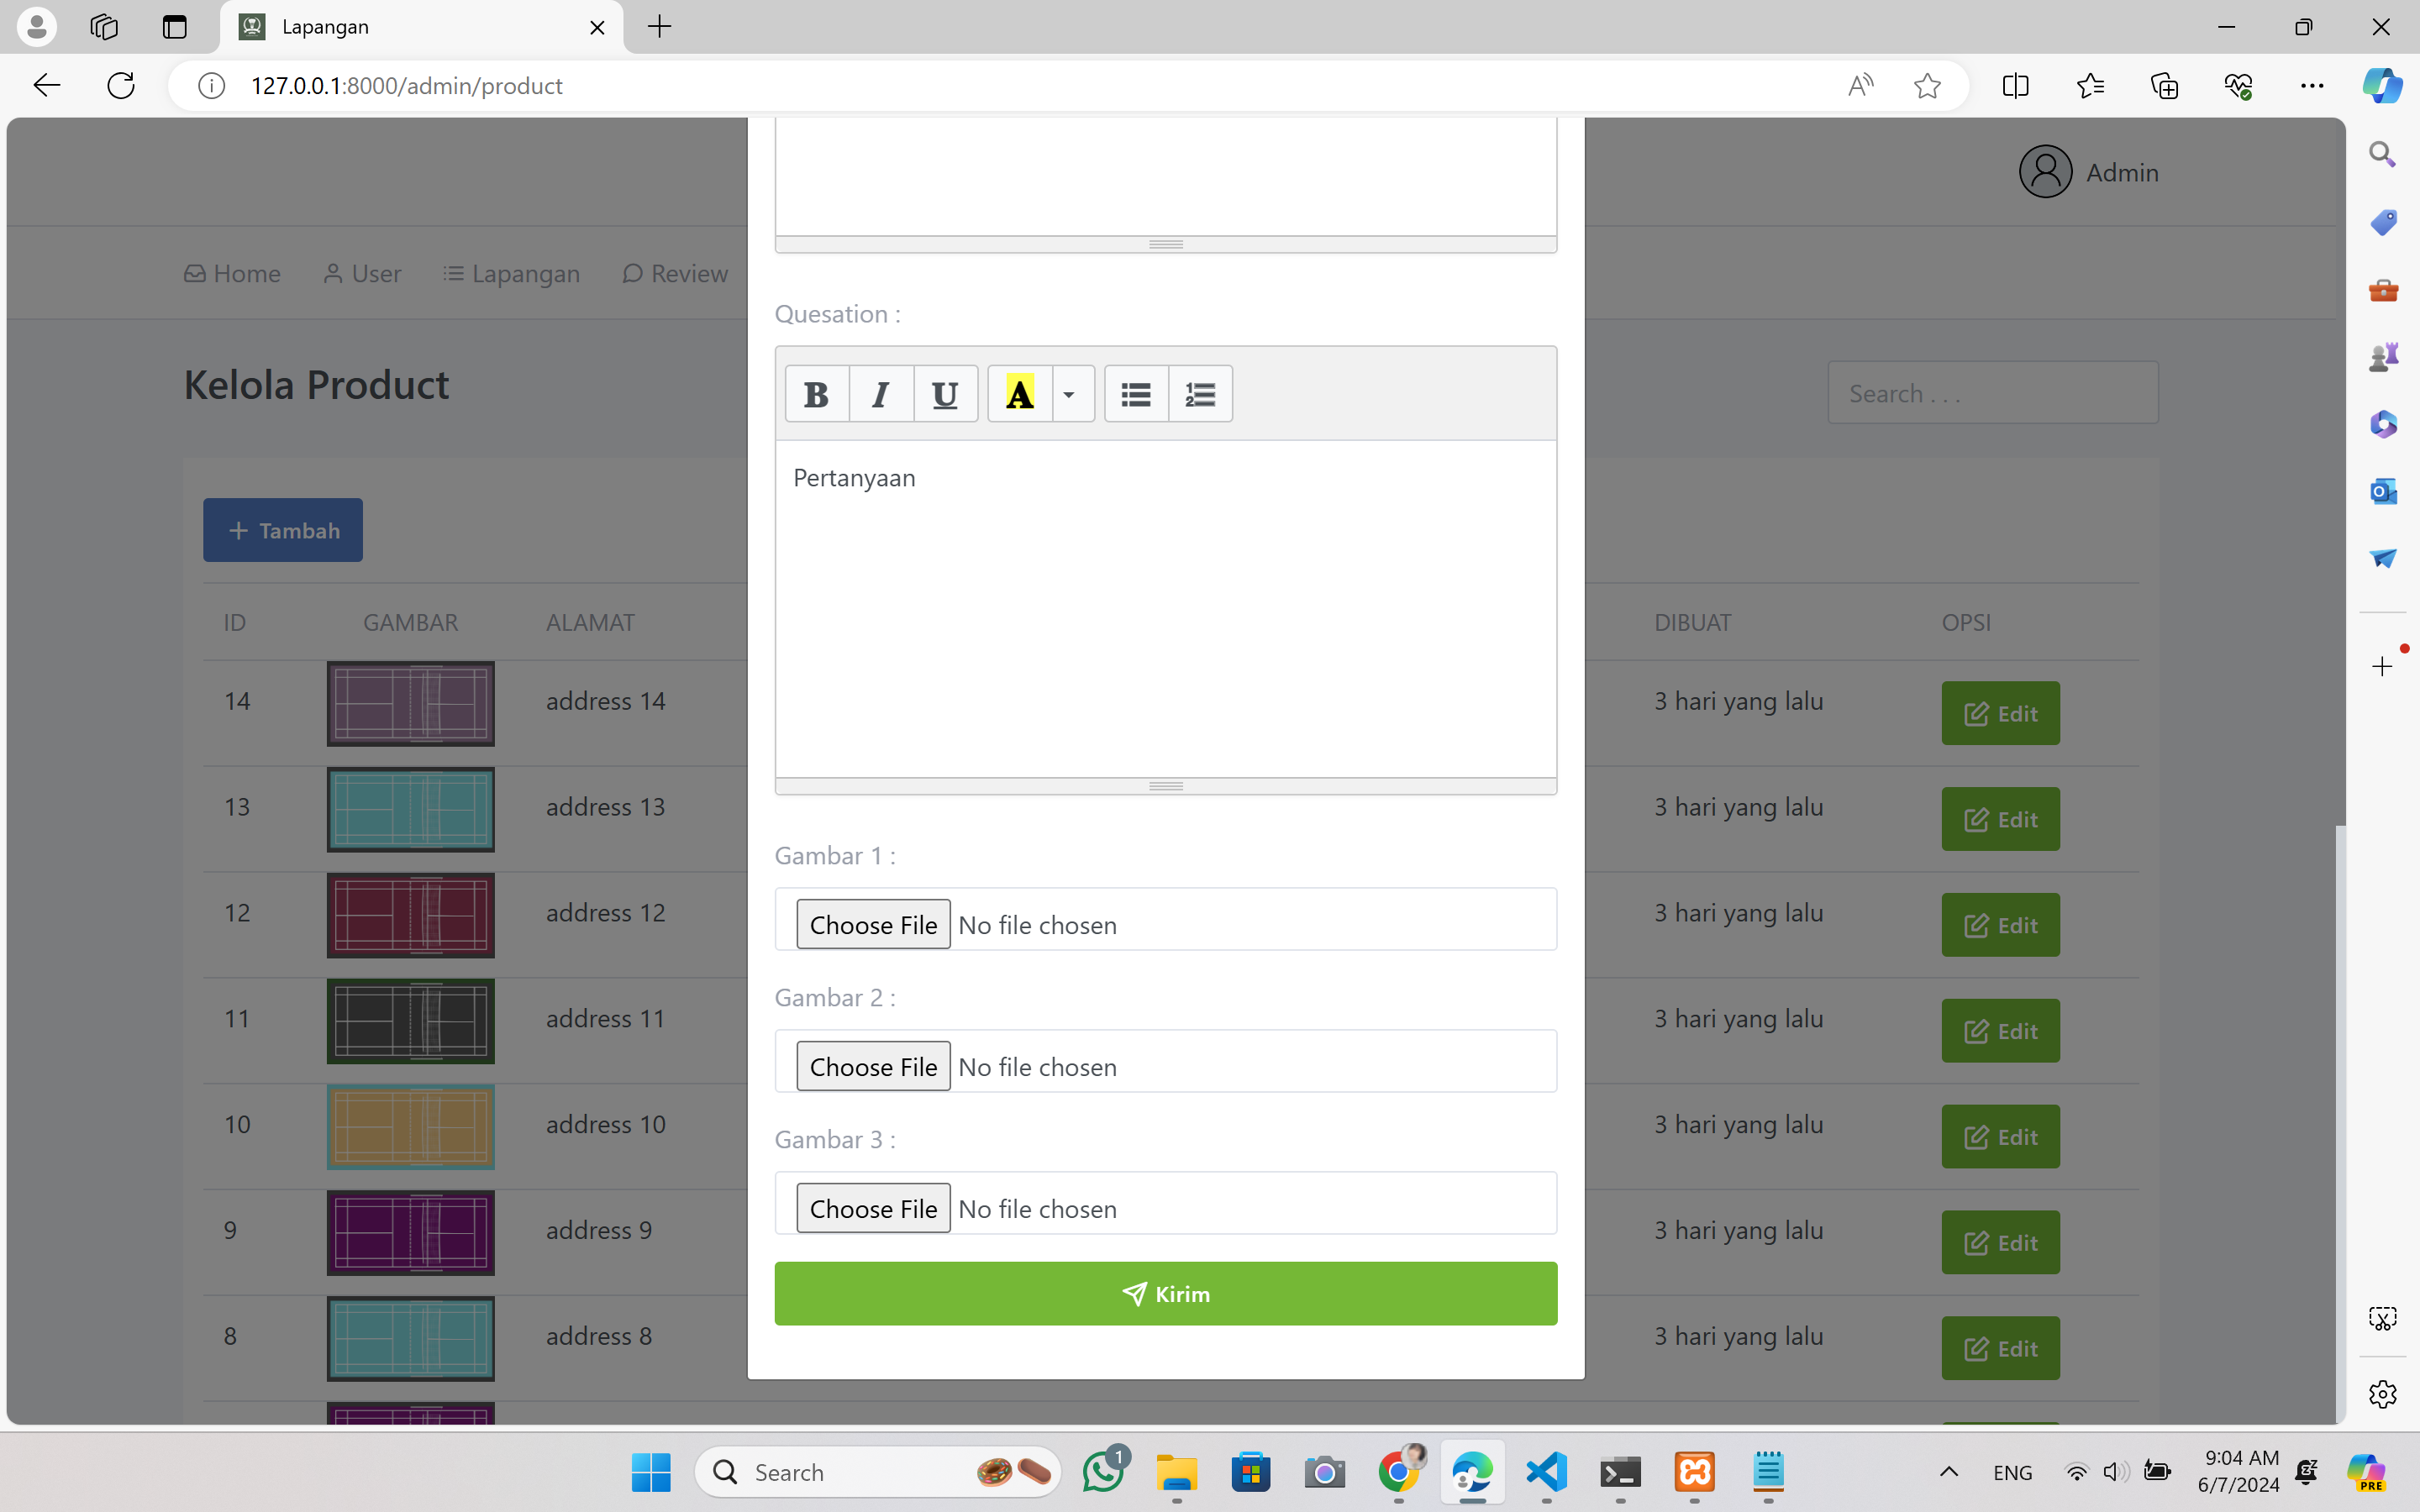 Lapangan
127.0.0.1:8000/admin/product
Admin
Home User Lapangan Review
Kelola Product
Search . . .
Tambah
ID GAMBAR ALAMAT DIBUAT OPSI
14 address 14 3 hari yang lalu Edit
13 address 13 3 hari yang lalu Edit
12 address 12 3 hari yang lalu Edit
11 address 11 3 hari yang lalu Edit
10 address 10 3 hari yang lalu Edit
9 address 9 3 hari yang lalu Edit
8 address 8 3 hari yang lalu Edit
Quesation :
B I U A
Pertanyaan
Gambar 1 :
Choose File No file chosen
Gambar 2 :
Choose File No file chosen
Gambar 3 :
Choose File No file chosen
Kirim
Search
1
ENG
9:04 AM
6/7/2024
PRE